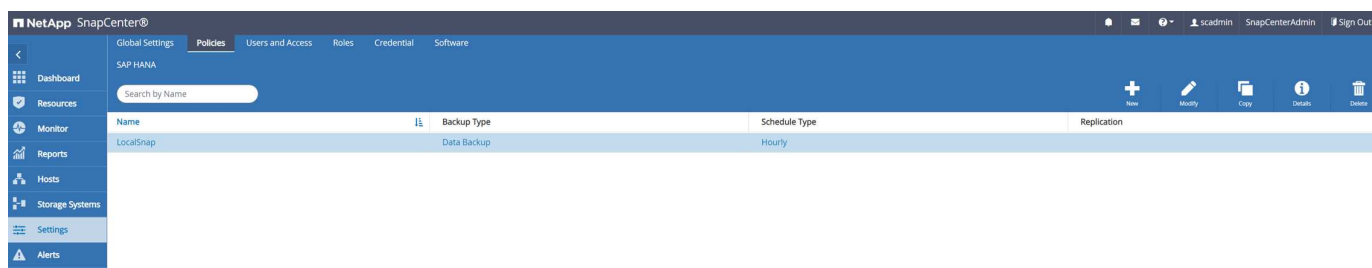 NetApp SnapCenter®
scadmin SnapCenterAdmin Sign Out
Global Settings Policies Users and Access Roles Credential Software
SAP HANA
Search by Name
New Modify Copy Details Delete
Dashboard
Resources
Monitor
Reports
Hosts
Storage Systems
Settings
Alerts
Name Backup Type Schedule Type Replication
LocalSnap Data Backup Hourly